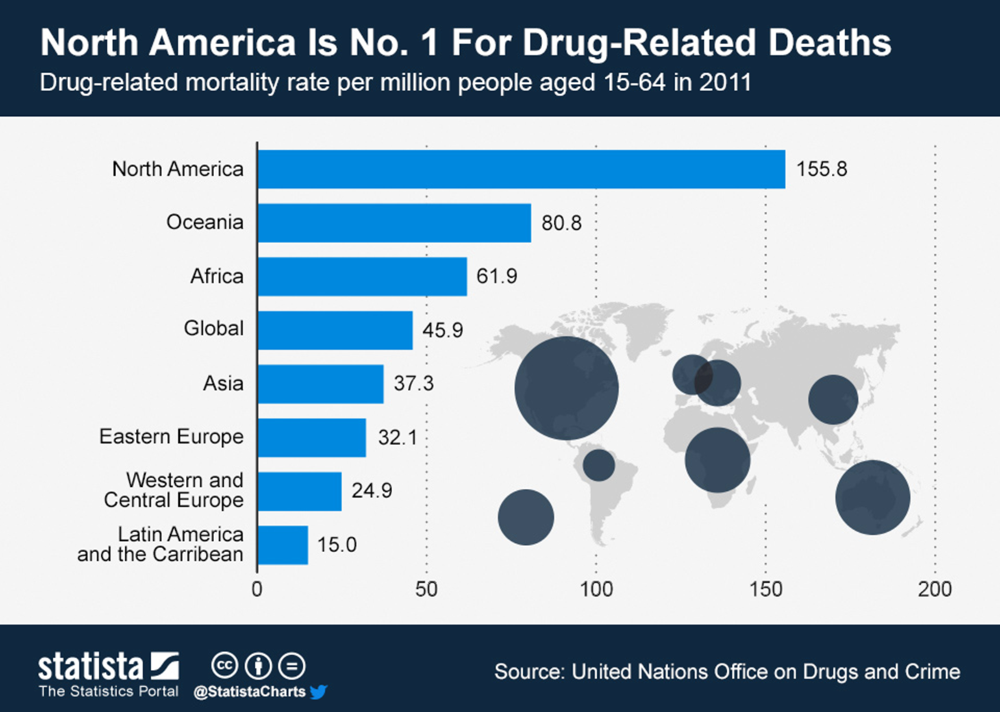 North America Is No. 1 For Drug-Related Deaths
Drug-related mortality rate per million people aged 15-64 in 2011
North America 155.8
Oceania 80.8
Africa 61.9
Global 45.9
Asia 37.3
Eastern Europe 32.1
Western and
Central Europe 24.9
Latin America
and the Carribean 15.0
0 50 100 150 200
statista
The Statistics Portal
cc
@StatistaCharts
Source: United Nations Office on Drugs and Crime